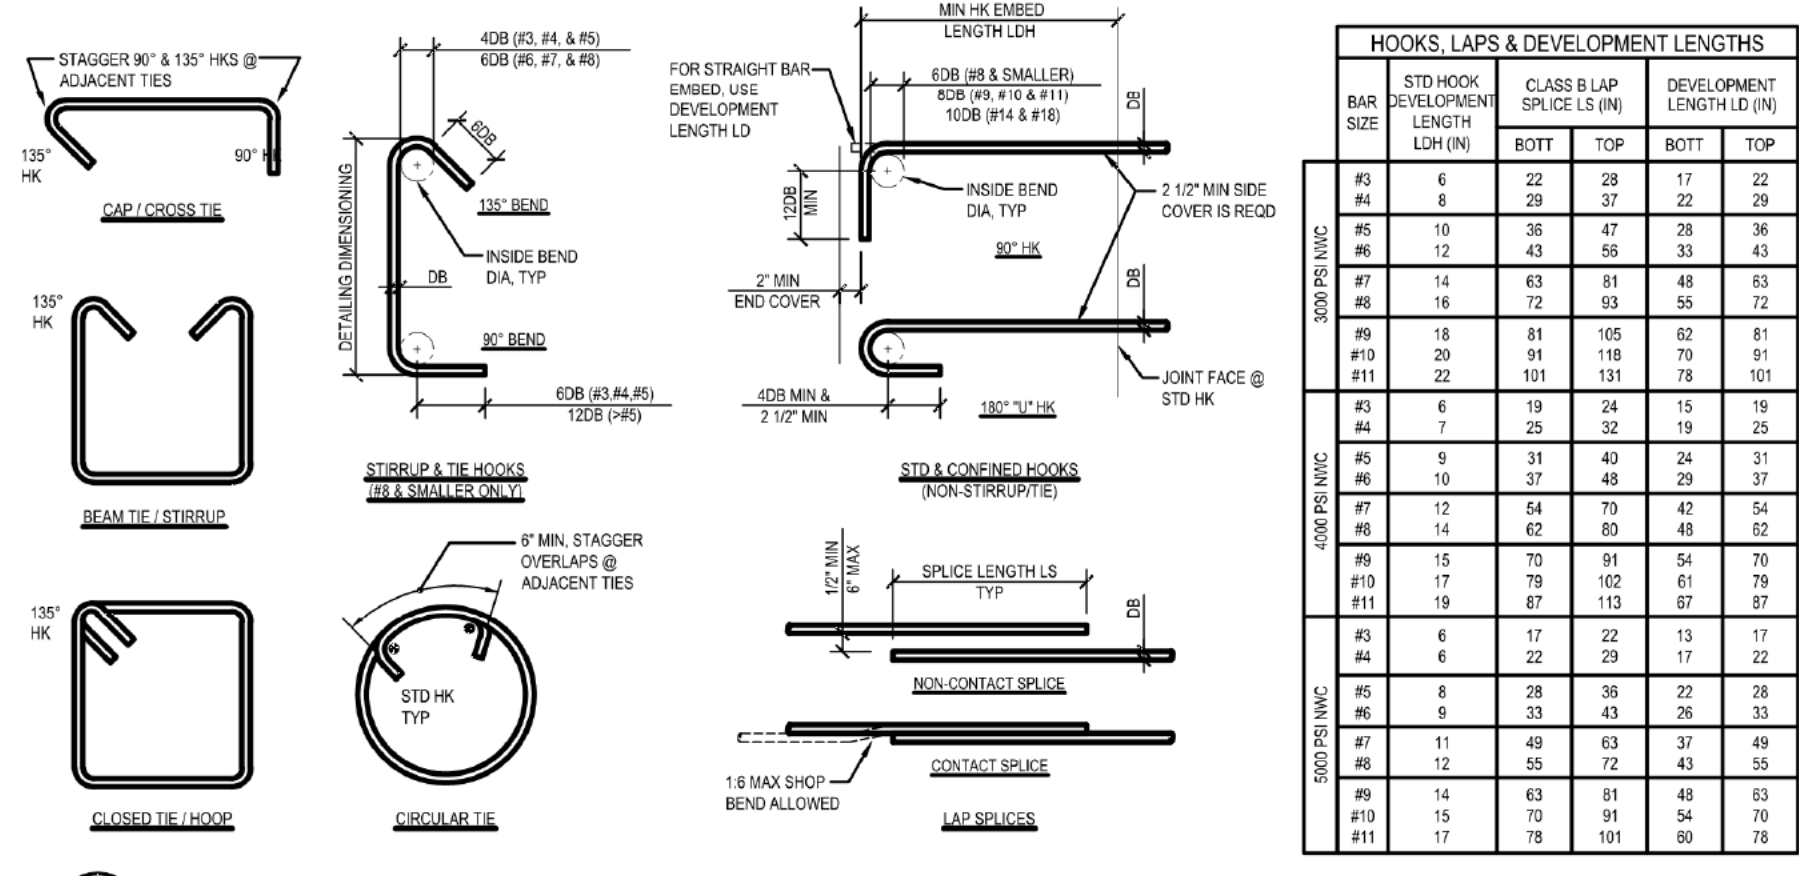 STAGGER 90° & 135° HKS @
ADJACENT TIES
135°
HK
90° HK
CAP / CROSS TIE
135°
HK
BEAM TIE / STIRRUP
135°
HK
CLOSED TIE / HOOP
4DB (#3, #4, & #5)
6DB (#6, #7, & #8)
6DB
DETAILING DIMENSIONING
135° BEND
INSIDE BEND
DIA, TYP
DB
90° BEND
6DB (#3,#4,#5)
12DB (>#5)
STIRRUP & TIE HOOKS
(#8 & SMALLER ONLY)
6" MIN, STAGGER
OVERLAPS @
ADJACENT TIES
STD HK
TYP
CIRCULAR TIE
MIN HK EMBED
LENGTH LDH
FOR STRAIGHT BAR
EMBED, USE
DEVELOPMENT
LENGTH LD
6DB (#8 & SMALLER)
8DB (#9, #10 & #11)
10DB (#14 & #18)
DB
12DB
MIN
INSIDE BEND
DIA, TYP
2 1/2" MIN SIDE
COVER IS REQD
90° HK
2" MIN
END COVER
DB
JOINT FACE @
STD HK
4DB MIN &
2 1/2" MIN
180° "U" HK
STD & CONFINED HOOKS
(NON-STIRRUP/TIE)
1/2" MIN
6" MAX
SPLICE LENGTH LS
TYP
DB
NON-CONTACT SPLICE
CONTACT SPLICE
1:6 MAX SHOP
BEND ALLOWED
LAP SPLICES
HOOKS, LAPS & DEVELOPMENT LENGTHS
BAR
SIZE
STD HOOK
DEVELOPMENT
LENGTH
LDH (IN)
CLASS B LAP
SPLICE LS (IN)
DEVELOPMENT
LENGTH LD (IN)
BOTT TOP BOTT TOP
3000 PSI NWC
#3 6 22 28 17 22
#4 8 29 37 22 29
#5 10 36 47 28 36
#6 12 43 56 33 43
#7 14 63 81 48 63
#8 16 72 93 55 72
#9 18 81 105 62 81
#10 20 91 118 70 91
#11 22 101 131 78 101
4000 PSI NWC
#3 6 19 24 15 19
#4 7 25 32 19 25
#5 9 31 40 24 31
#6 10 37 48 29 37
#7 12 54 70 42 54
#8 14 62 80 48 62
#9 15 70 91 54 70
#10 17 79 102 61 79
#11 19 87 113 67 87
5000 PSI NWC
#3 6 17 22 13 17
#4 6 22 29 17 22
#5 8 28 36 22 28
#6 9 33 43 26 33
#7 11 49 63 37 49
#8 12 55 72 43 55
#9 14 63 81 48 63
#10 15 70 91 54 70
#11 17 78 101 60 78